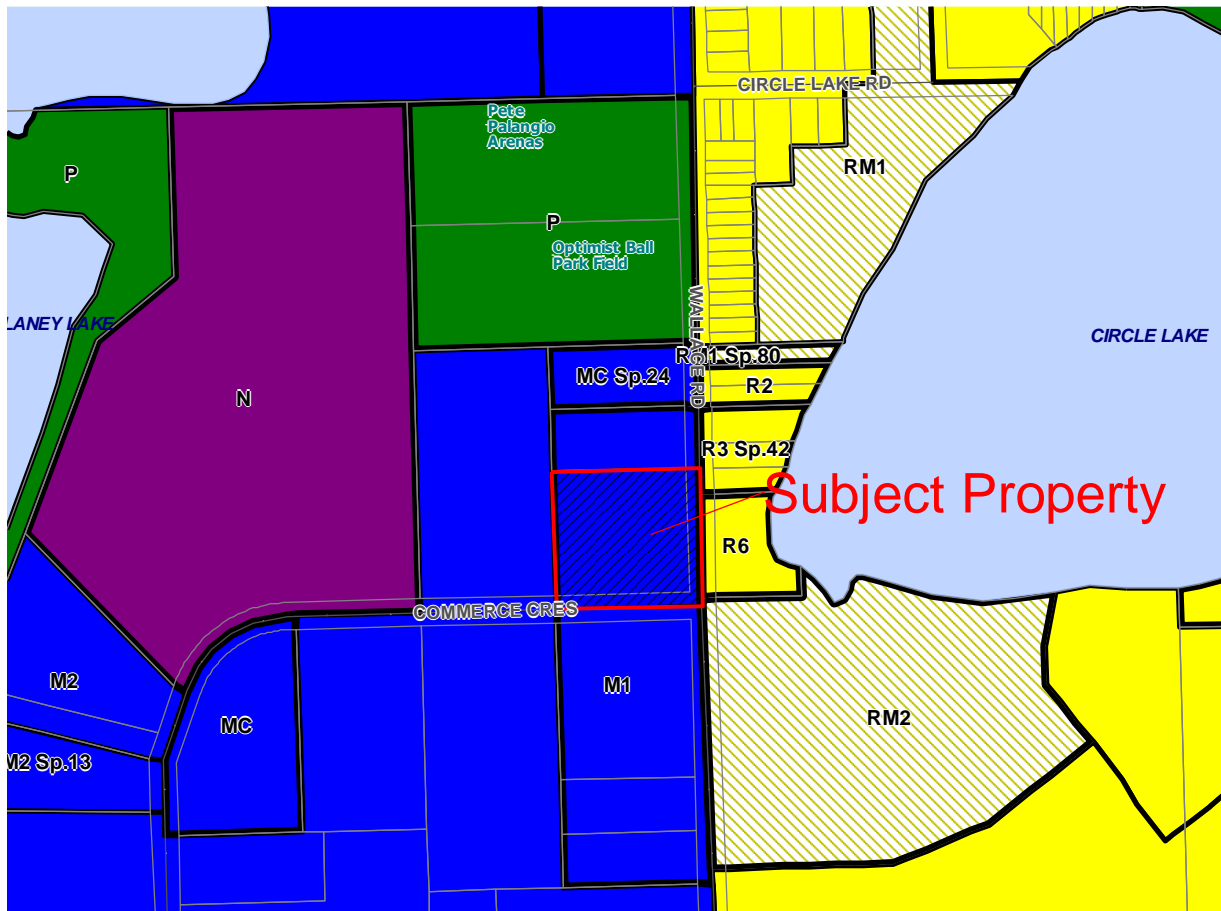 CIRCLE LAKE RD
Pete
Palangio
Arenas
P
RM1
P
Optimist Ball
Park Field
WALLACE RD
LANEY LAKE
CIRCLE LAKE
RM1 Sp.80
MC Sp.24
R2
N
R3 Sp.42
Subject Property
R6
COMMERCE CRES
M2
M1
MC
RM2
M2 Sp.13